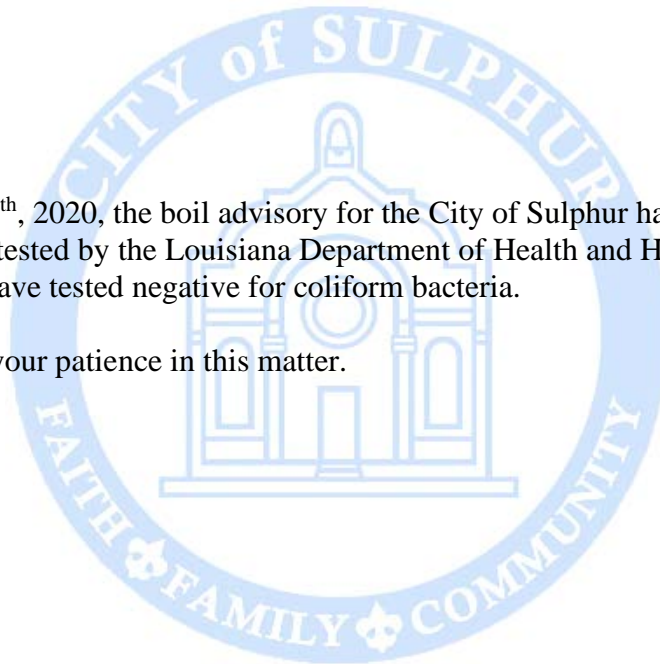 CITY of SULPHUR
th, 2020, the boil advisory for the City of Sulphur ha
tested by the Louisiana Department of Health and H
ave tested negative for coliform bacteria.
your patience in this matter.
FAITH FAMILY COMMUNITY